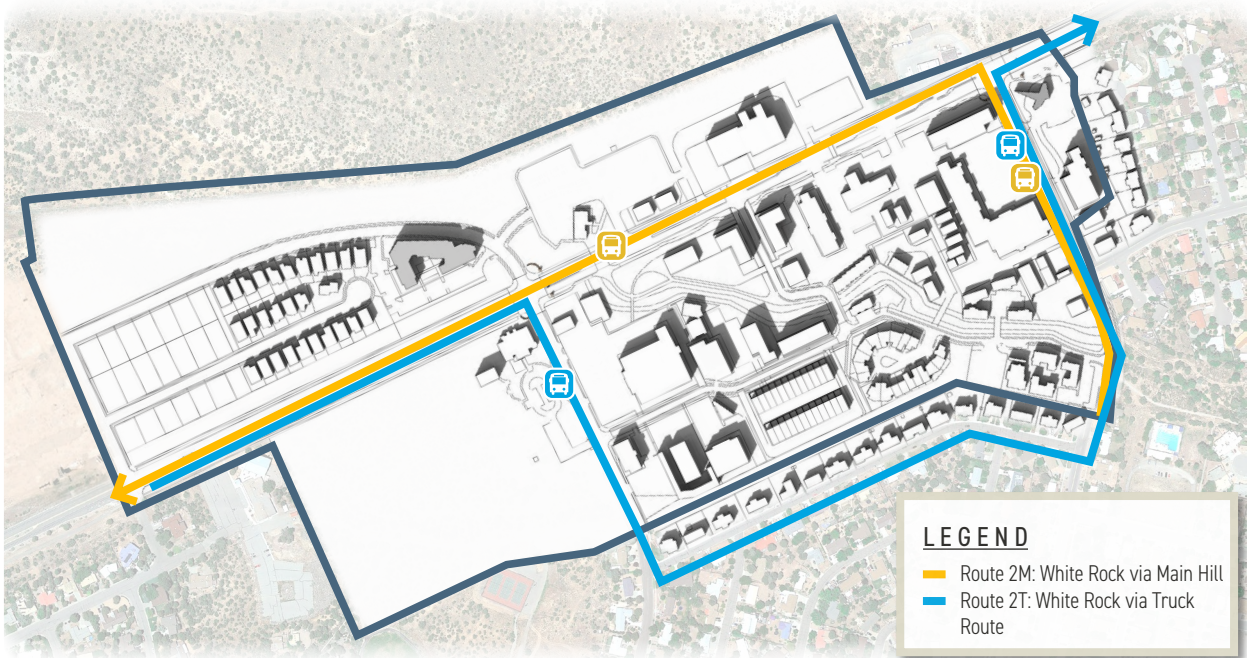 LEGEND
Route 2M: White Rock via Main Hill
Route 2T: White Rock via Truck
Route